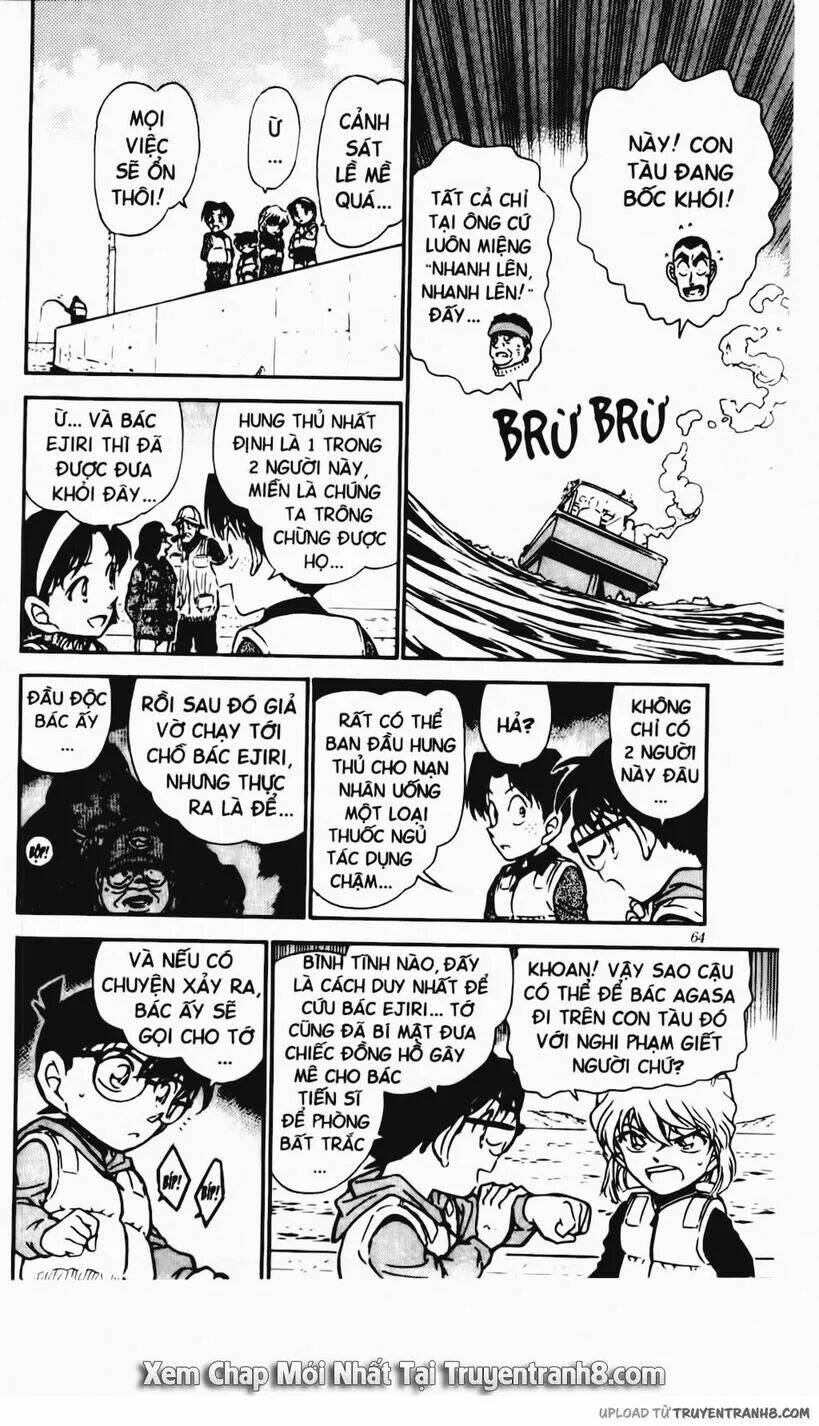 NÀY! CON
TÀU ĐANG
BỐC KHÓI!
TẤT CẢ CHỈ
TẠI ÔNG CỨ
LUÔN MIỆNG
"NHANH LÊN,
NHANH LÊN!"
ĐẤY...
BRỪ BRỪ
CẢNH
SÁT
LỀ MỀ
QUÁ...
Ừ
...
MỌI
VIỆC
SẼ ỔN
THÔI!
HUNG THỦ NHẤT
ĐỊNH LÀ 1 TRONG
2 NGƯỜI NÀY,
MIỄN LÀ CHÚNG
TA TRÔNG
CHỪNG ĐƯỢC
HỌ...
Ừ... VÀ BÁC
EJIRI THÌ ĐÃ
ĐƯỢC ĐƯA
KHỎI ĐÂY...
KHÔNG
CHỈ CÓ
2 NGƯỜI
NÀY ĐÂU
...
HẢ?
RẤT CÓ THỂ
BAN ĐẦU HUNG
THỦ CHO NẠN
NHÂN UỐNG
MỘT LOẠI
THUỐC NGỦ
TÁC DỤNG
CHẬM...
RỒI SAU ĐÓ GIẢ
VỜ CHẠY TỚI
CHỖ BÁC EJIRI,
NHƯNG THỰC
RA LÀ ĐỂ...
ĐẦU ĐỘC
BÁC ẤY
...
BỘP!
64
KHOAN! VẬY SAO CẬU
CÓ THỂ ĐỂ BÁC AGASA
ĐI TRÊN CON TÀU ĐÓ
VỚI NGHI PHẠM GIẾT
NGƯỜI CHỨ?
BÌNH TĨNH NÀO, ĐẤY
LÀ CÁCH DUY NHẤT ĐỂ
CỨU BÁC EJIRI... TỚ
CŨNG ĐÃ BÍ MẬT ĐƯA
CHIẾC ĐỒNG HỒ GÂY
MÊ CHO BÁC
TIẾN SĨ
ĐỂ PHÒNG
BẤT TRẮC
...
VÀ NẾU CÓ
CHUYỆN XẢY RA,
BÁC ẤY SẼ
GỌI CHO TỚ
...
BÍP!
BÍP!
Xem Chap Mới Nhất Tại Truyentranh8.com
UPLOAD TỪ TRUYENTRANH8.COM